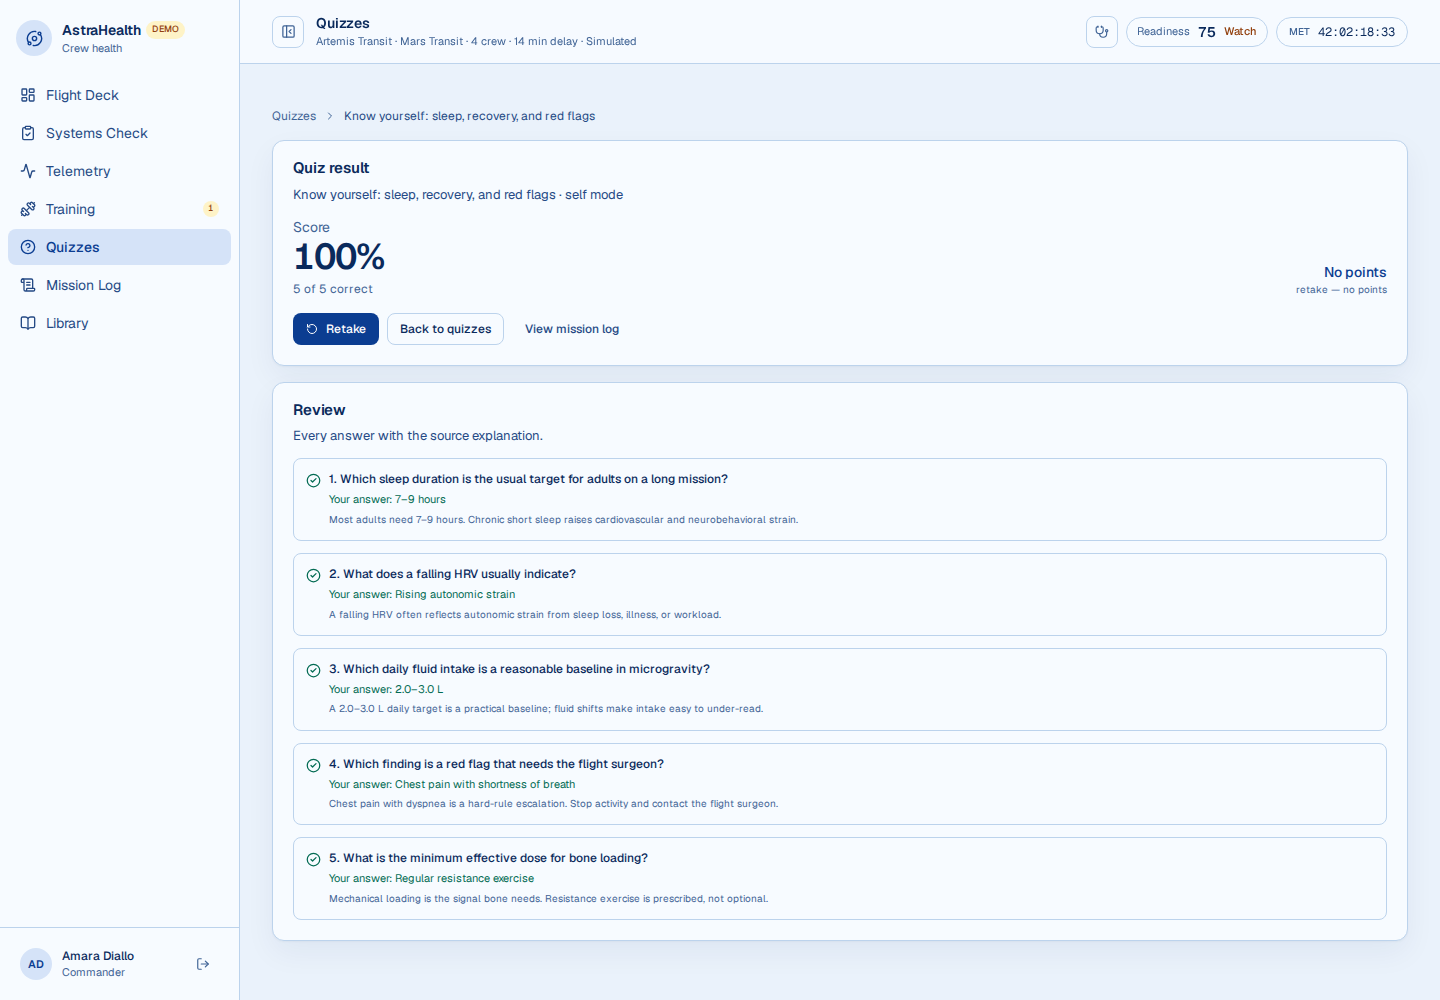 AstraHealth DEMO
Crew health
Flight Deck
Systems Check
Telemetry
Training 1
Quizzes
Mission Log
Library
AD
Amara Diallo
Commander
Quizzes
Artemis Transit · Mars Transit · 4 crew · 14 min delay · Simulated
Readiness 75 Watch
MET 42:02:18:33
Quizzes > Know yourself: sleep, recovery, and red flags
Quiz result
Know yourself: sleep, recovery, and red flags · self mode
Score
100%
5 of 5 correct
No points
retake — no points
Retake
Back to quizzes
View mission log
Review
Every answer with the source explanation.
1. Which sleep duration is the usual target for adults on a long mission?
Your answer: 7–9 hours
Most adults need 7–9 hours. Chronic short sleep raises cardiovascular and neurobehavioral strain.
2. What does a falling HRV usually indicate?
Your answer: Rising autonomic strain
A falling HRV often reflects autonomic strain from sleep loss, illness, or workload.
3. Which daily fluid intake is a reasonable baseline in microgravity?
Your answer: 2.0–3.0 L
A 2.0–3.0 L daily target is a practical baseline; fluid shifts make intake easy to under-read.
4. Which finding is a red flag that needs the flight surgeon?
Your answer: Chest pain with shortness of breath
Chest pain with dyspnea is a hard-rule escalation. Stop activity and contact the flight surgeon.
5. What is the minimum effective dose for bone loading?
Your answer: Regular resistance exercise
Mechanical loading is the signal bone needs. Resistance exercise is prescribed, not optional.